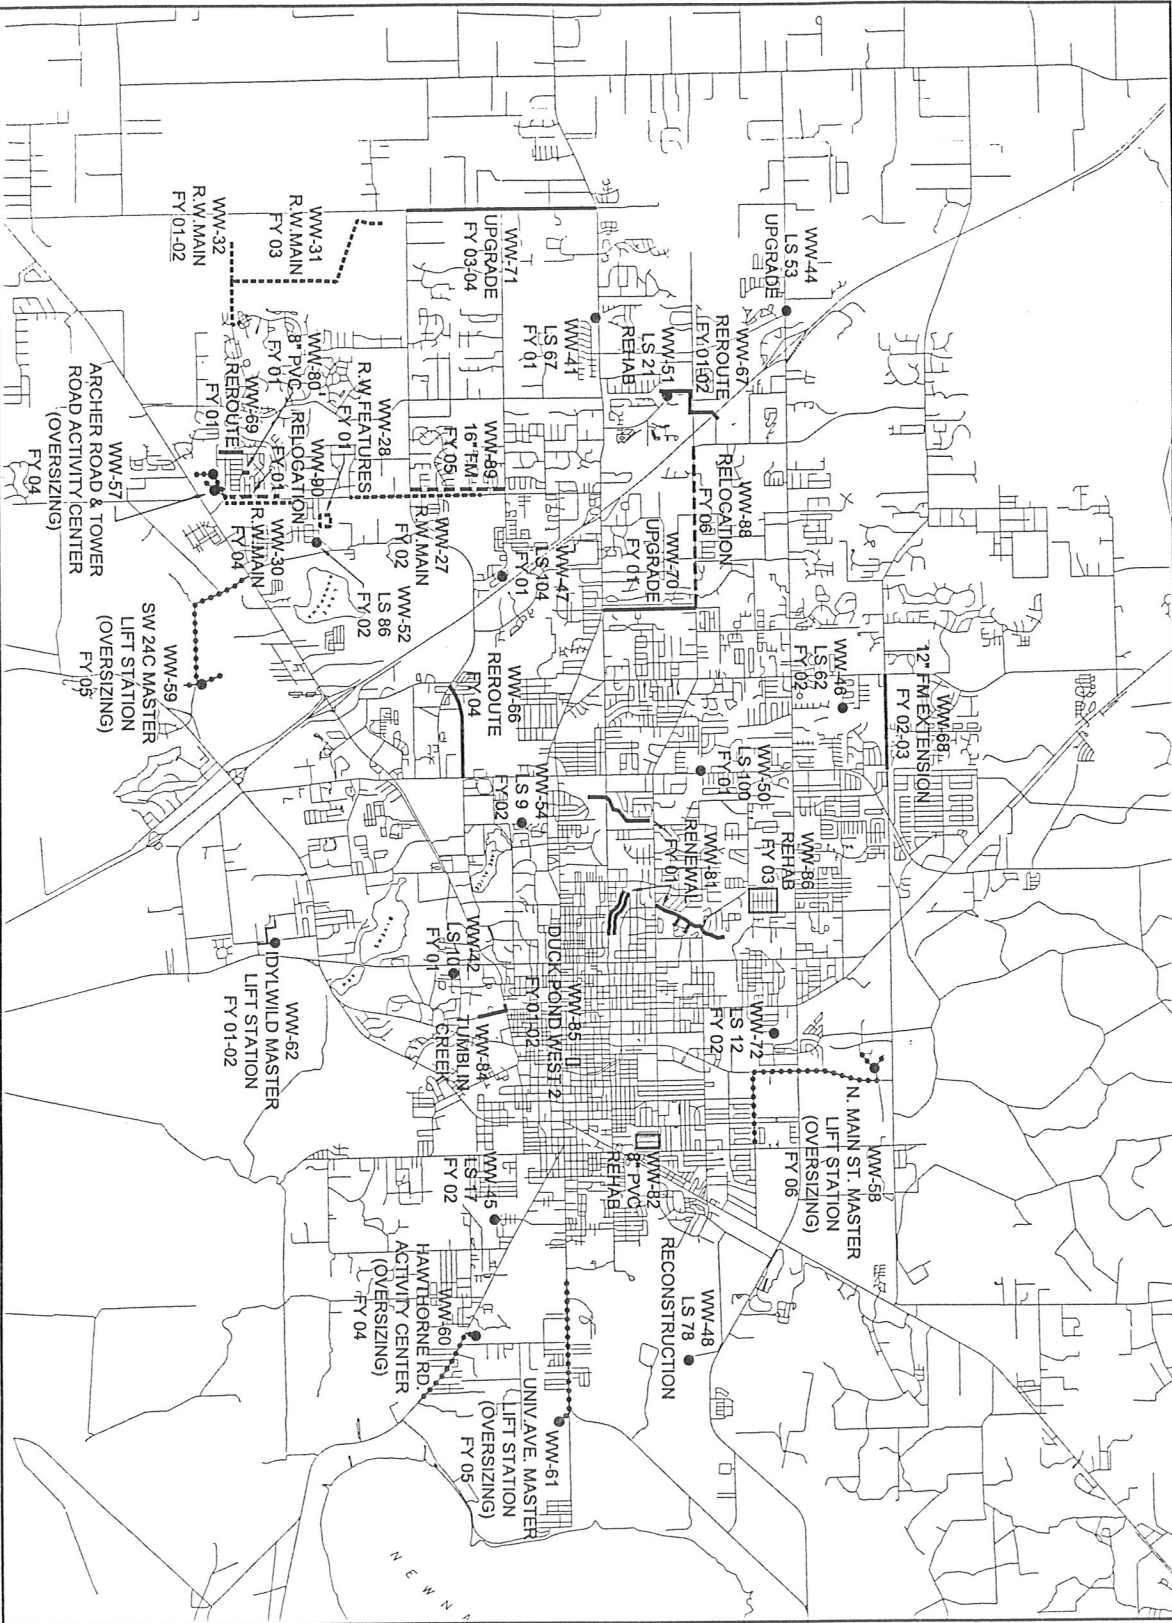 WW-44
LS 53
UPGRADE
WW-67
REROUTE
FY 01-02
WW-51
LS 21
REHAB
WW-41
LS 67
FY 01
WW-71
UPGRADE
FY 03-04
WW-31
R.W.MAIN
FY 03
WW-32
R.W.MAIN
FY 01-02
WW-88
RELOCATION
FY 06
WW-70
UPGRADE
FY 01
WW-47
LS 104
FY 01
WW-89
16" FM
FY 05
WW-27
R.W.MAIN
FY 02
WW-28
R.W FEATURES
FY 01
WW-80
8" PVC
FY 01
WW-90
RELOCATION
FY 01
WW-69
REROUTE
FY 01
WW-52
LS 86
FY 02
WW-30
R.W.MAIN
FY 04
WW-57
ARCHER ROAD & TOWER
ROAD ACTIVITY CENTER
(OVERSIZING)
FY 04
WW-59
SW 24C MASTER
LIFT STATION
(OVERSIZING)
FY 05
WW-68
12" FM EXTENSION
FY 02-03
WW-46
LS 62
FY 02
WW-50
LS 100
FY 01
WW-66
REROUTE
FY 04
WW-54
LS 9
FY 02
WW-86
REHAB
FY 03
WW-81
RENEWAL
FY 01
WW-72
LS 12
FY 02
WW-85
DUCK POND WEST 2
FY 01-02
WW-42
LS 10
FY 01
WW-84
TUMBLIN
CREEK
WW-62
IDYLWILD MASTER
LIFT STATION
FY 01-02
WW-58
N. MAIN ST. MASTER
LIFT STATION
(OVERSIZING)
FY 06
WW-82
8" PVC
REHAB
WW-45
LS 17
FY 02
WW-48
LS 78
RECONSTRUCTION
WW-60
HAWTHORNE RD.
ACTIVITY CENTER
(OVERSIZING)
FY 04
WW-61
UNIV.AVE. MASTER
LIFT STATION
(OVERSIZING)
FY 05
NEWNA